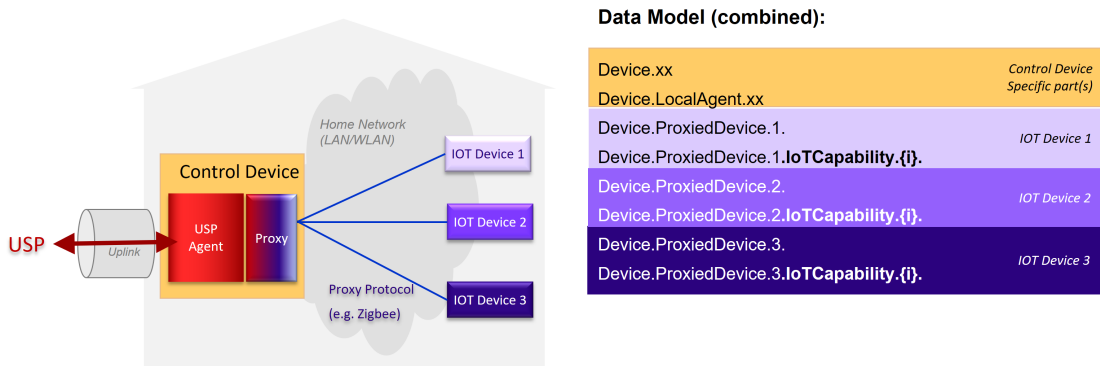 Data Model (combined):
Device.xx
Device.LocalAgent.xx
Control Device
Specific part(s)
Device.ProxiedDevice.1.
Device.ProxiedDevice.1.IoTCapability.{i}.
IOT Device 1
Device.ProxiedDevice.2.
Device.ProxiedDevice.2.IoTCapability.{i}.
IOT Device 2
Device.ProxiedDevice.3.
Device.ProxiedDevice.3.IoTCapability.{i}.
IOT Device 3
Home Network
(LAN/WLAN)
Control Device
USP
Agent
Proxy
USP
Uplink
IOT Device 1
IOT Device 2
IOT Device 3
Proxy Protocol
(e.g. Zigbee)